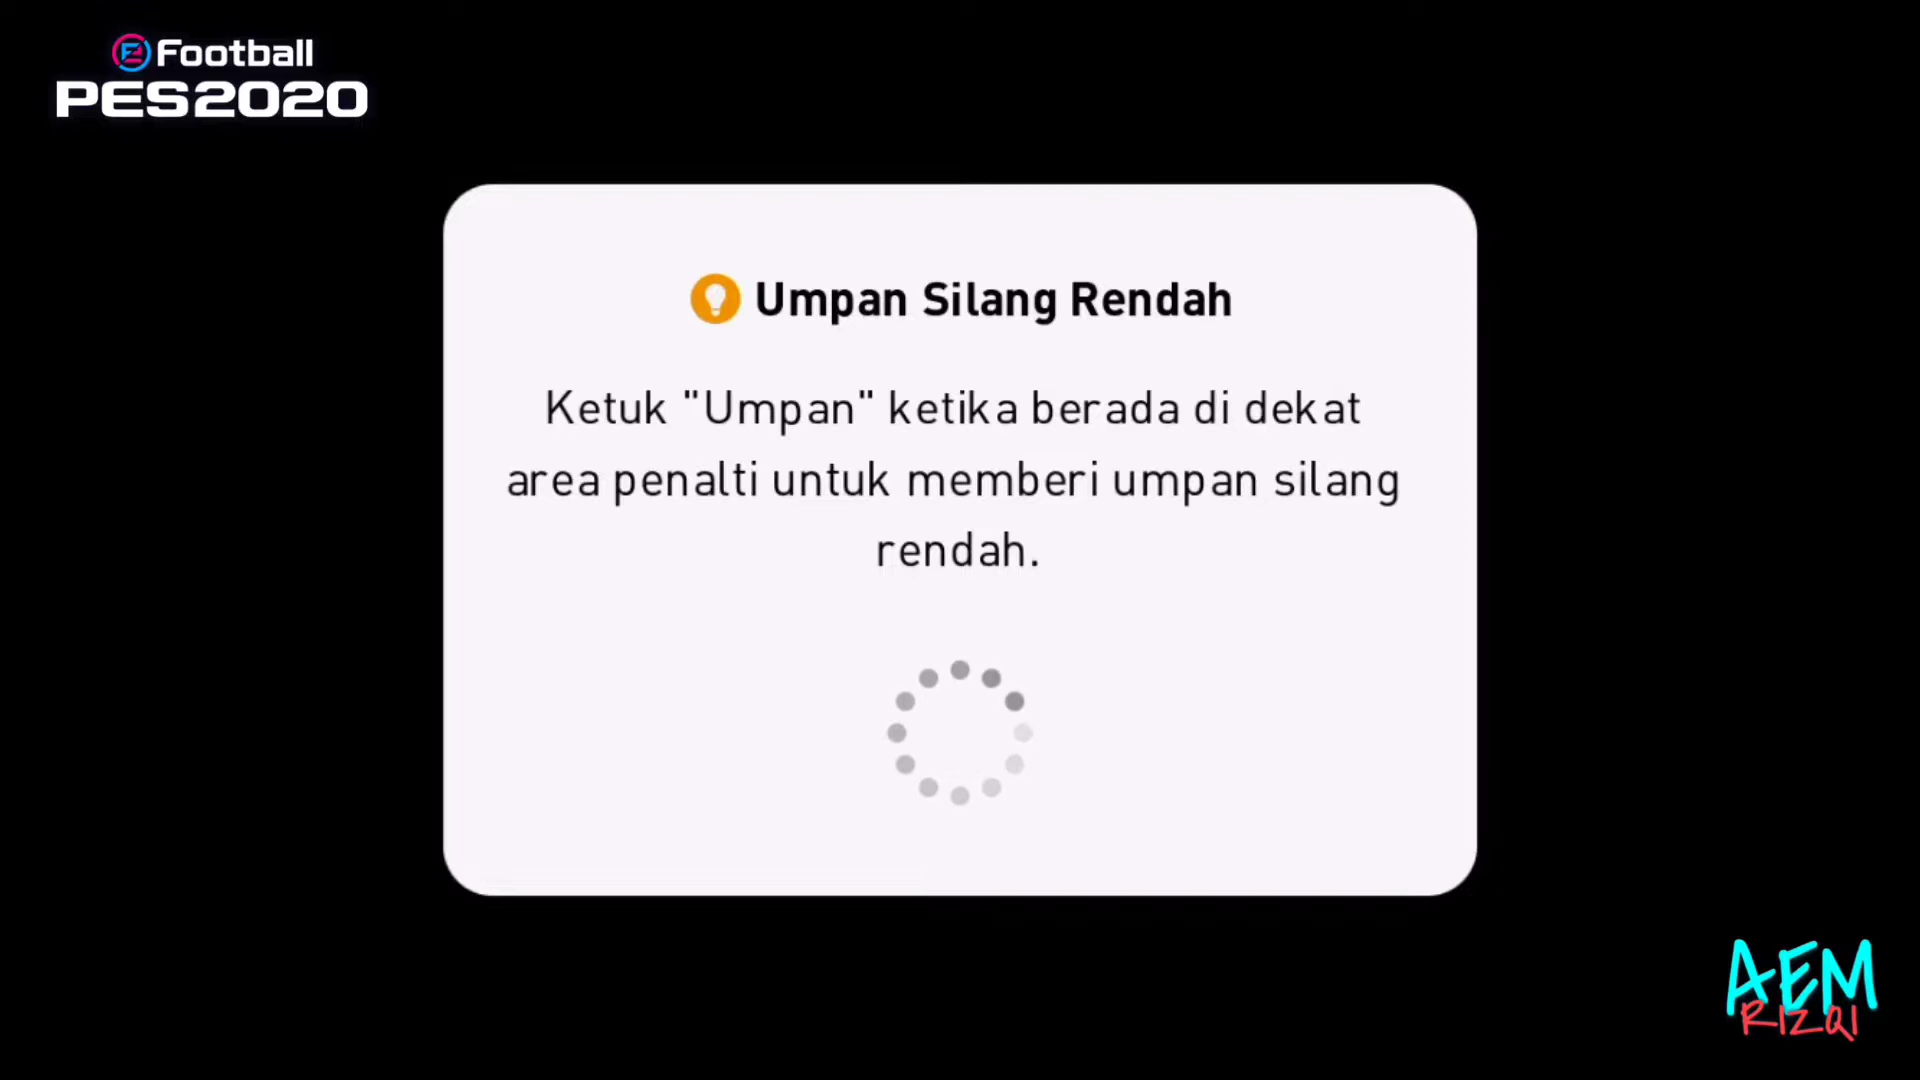 eFootball
PES2020
Umpan Silang Rendah
Ketuk "Umpan" ketika berada di dekat
area penalti untuk memberi umpan silang
rendah.
AEM
RIZQI